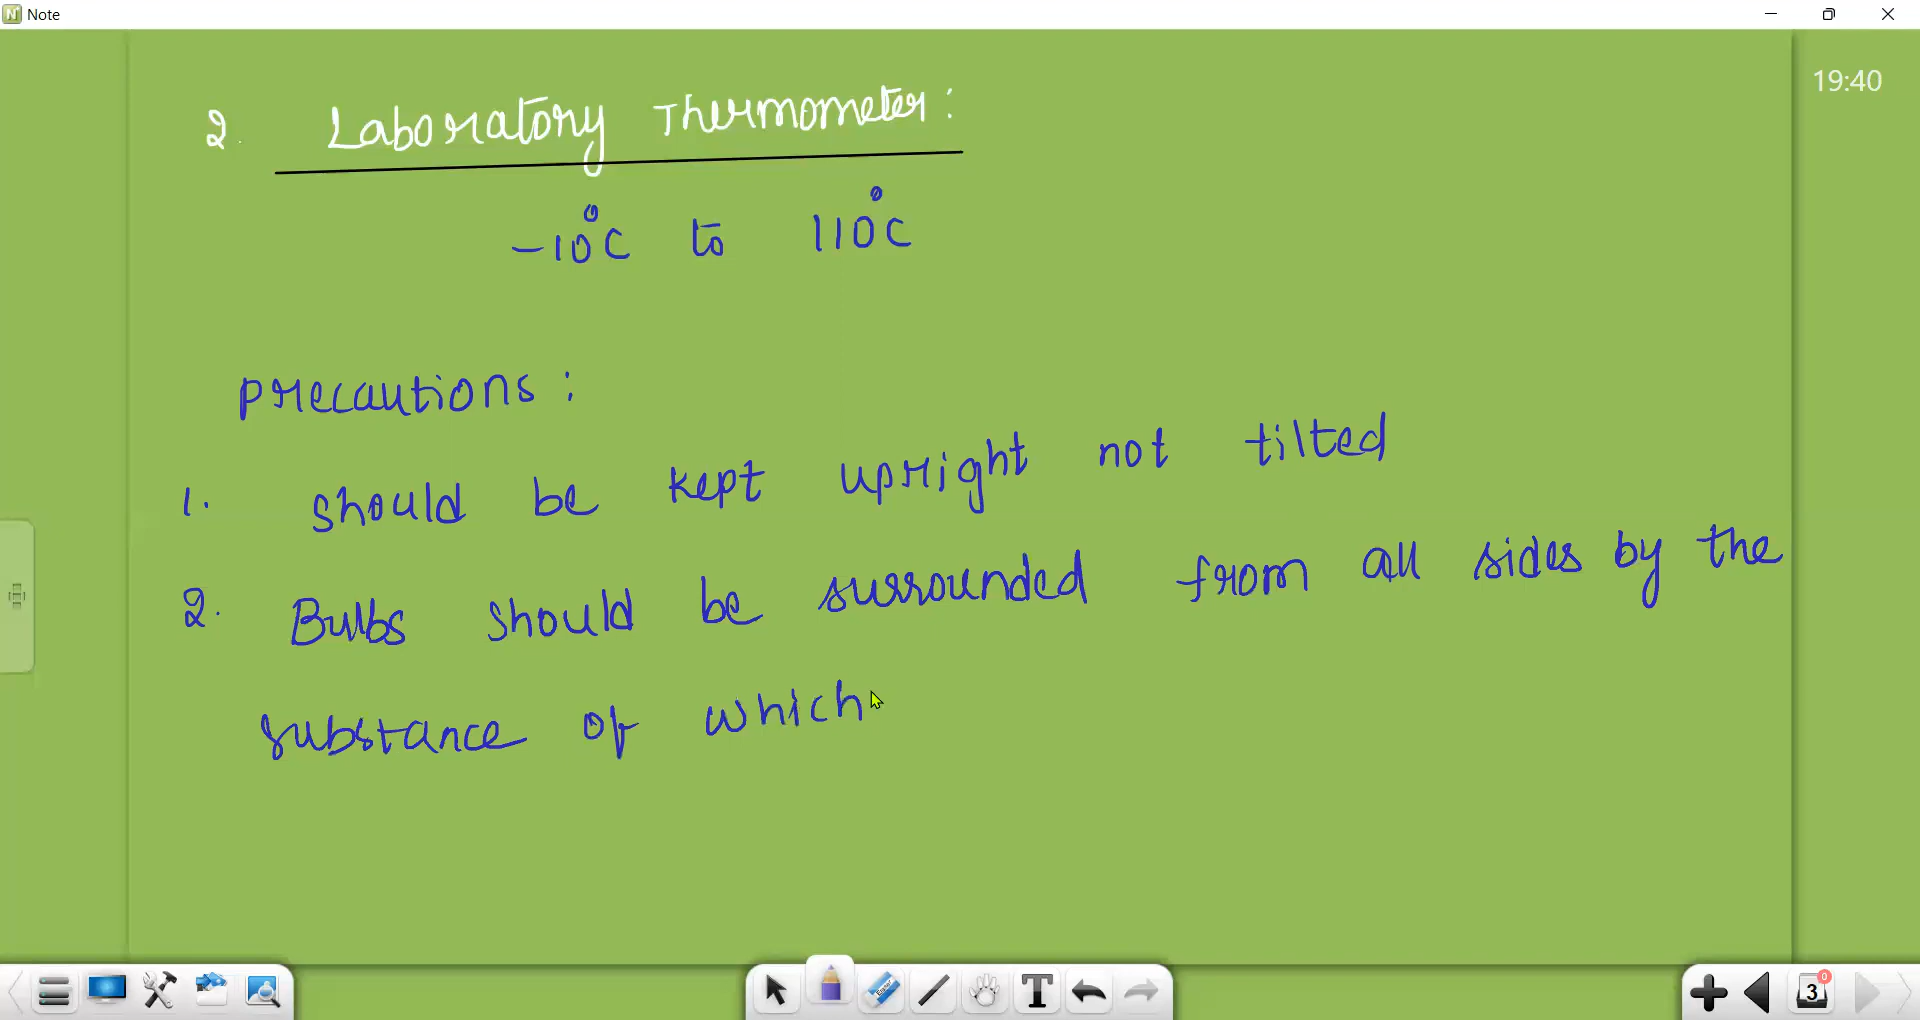 Note
19:40
2. Laboratory Thermometer:
-10°C to 110°C
Precautions:
1. should be kept upright not tilted
2. Bulbs should be surrounded from all sides by the
substance of which
T
3
0